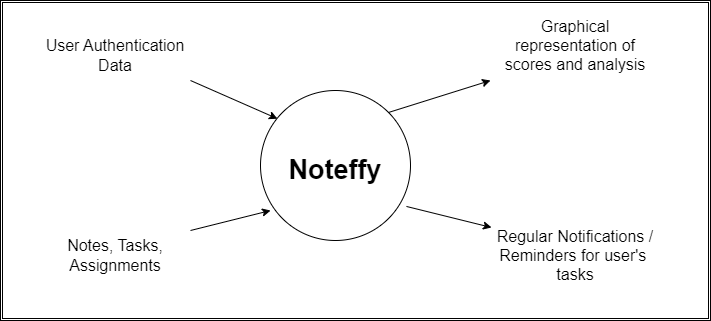 User Authentication
Data
Graphical
representation of
scores and analysis
Noteffy
Notes, Tasks,
Assignments
Regular Notifications /
Reminders for user's
tasks